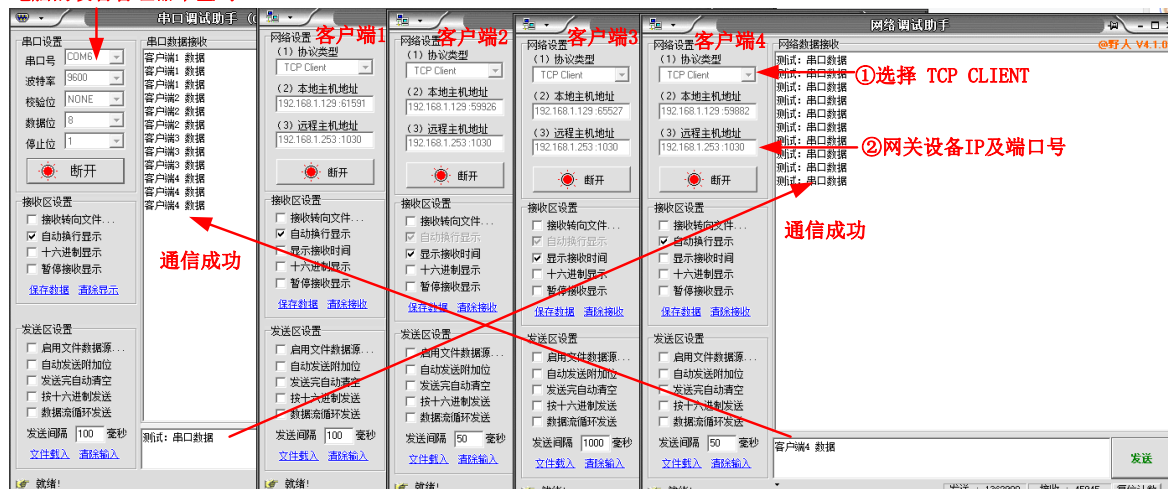 串口调试助手
串口设置
串口号 COM6
波特率 9600
校验位 NONE
数据位 8
停止位 1
断开
接收区设置
接收转向文件...
自动换行显示
十六进制显示
暂停接收显示
保存数据 清除显示
发送区设置
启用文件数据源...
自动发送附加位
发送完自动清空
按十六进制发送
数据流循环发送
发送间隔 100 毫秒
文件载入 清除输入
就绪!
串口数据接收
客户端1 数据
客户端1 数据
客户端1 数据
客户端2 数据
客户端2 数据
客户端2 数据
客户端3 数据
客户端3 数据
客户端3 数据
客户端4 数据
客户端4 数据
客户端4 数据
通信成功
测试: 串口数据
客户端1
网络设置
(1) 协议类型
TCP Client
(2) 本地主机地址
192.168.1.129 :61591
(3) 远程主机地址
192.168.1.253 :1030
断开
接收区设置
接收转向文件...
自动换行显示
显示接收时间
十六进制显示
暂停接收显示
保存数据 清除接收
发送区设置
启用文件数据源...
自动发送附加位
发送完自动清空
按十六进制发送
数据流循环发送
发送间隔 100 毫秒
文件载入 清除输入
就绪!
客户端2
网络设置
(1) 协议类型
TCP Client
(2) 本地主机地址
192.168.1.129 :59926
(3) 远程主机地址
192.168.1.253 :1030
断开
接收区设置
接收转向文件...
自动换行显示
显示接收时间
十六进制显示
暂停接收显示
保存数据 清除接收
发送区设置
启用文件数据源...
自动发送附加位
发送完自动清空
按十六进制发送
数据流循环发送
发送间隔 50 毫秒
文件载入 清除输入
客户端3
网络设置
(1) 协议类型
TCP Client
(2) 本地主机地址
192.168.1.129 :65527
(3) 远程主机地址
192.168.1.253 :1030
断开
接收区设置
接收转向文件...
自动换行显示
显示接收时间
十六进制显示
暂停接收显示
保存数据 清除接收
发送区设置
启用文件数据源...
自动发送附加位
发送完自动清空
按十六进制发送
数据流循环发送
发送间隔 1000 毫秒
文件载入 清除输入
客户端4
网络设置
(1) 协议类型
TCP Client
(2) 本地主机地址
192.168.1.129 :59882
(3) 远程主机地址
192.168.1.253 :1030
断开
接收区设置
接收转向文件...
自动换行显示
显示接收时间
十六进制显示
暂停接收显示
保存数据 清除接收
发送区设置
启用文件数据源...
自动发送附加位
发送完自动清空
按十六进制发送
数据流循环发送
发送间隔 50 毫秒
文件载入 清除输入
网络调试助手
网络数据接收
@野人 V4.1.0
测试: 串口数据
测试: 串口数据
测试: 串口数据
测试: 串口数据
测试: 串口数据
测试: 串口数据
测试: 串口数据
测试: 串口数据
测试: 串口数据
测试: 串口数据
①选择 TCP CLIENT
②网关设备IP及端口号
通信成功
客户端4 数据
发送